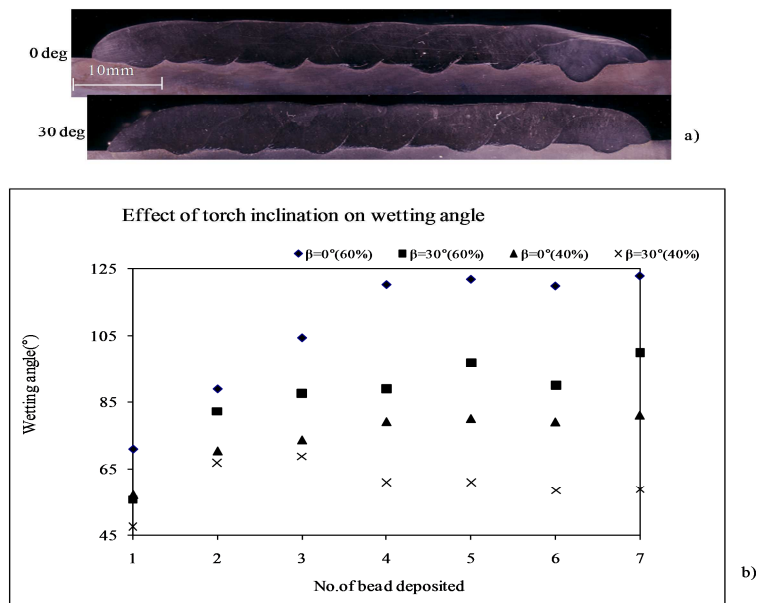 0 deg
10mm
30 deg
a)
Effect of torch inclination on wetting angle
β=0°(60%) β=30°(60%) β=0°(40%) β=30°(40%)
125
105
85
65
45
Wetting angle(°)
1 2 3 4 5 6 7
No.of bead deposited
b)